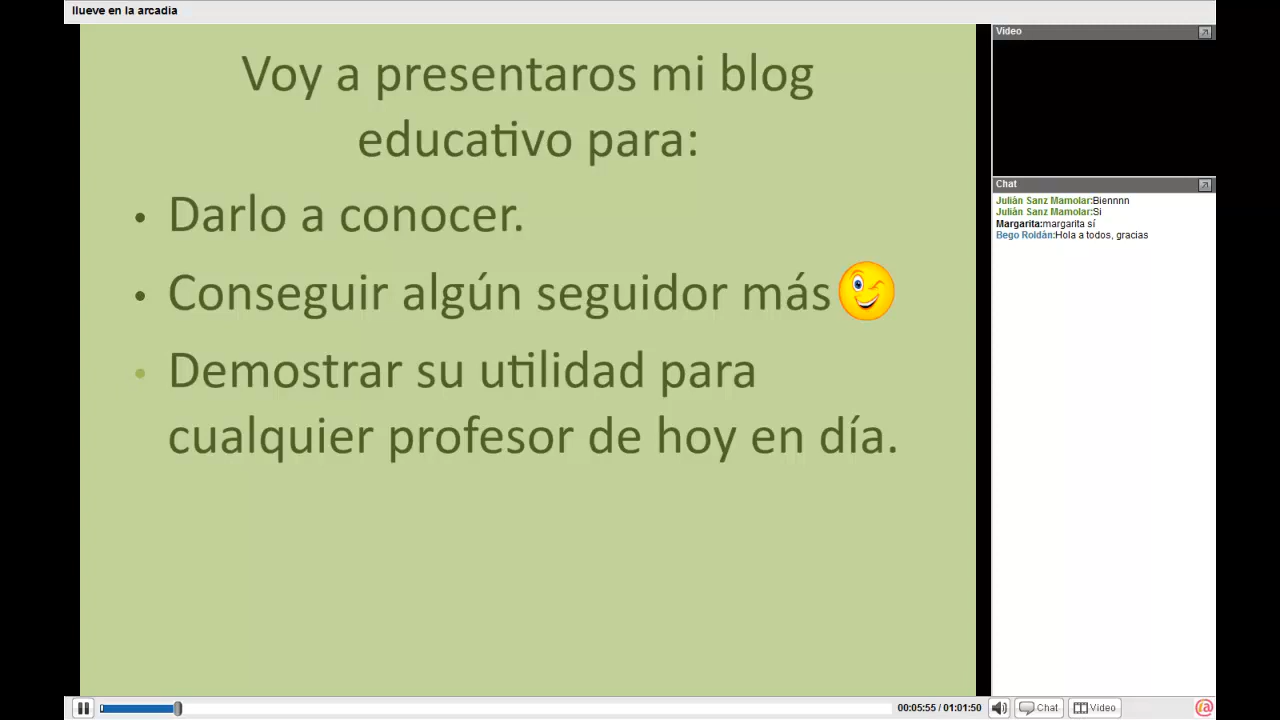 llueve en la arcadia
Voy a presentaros mi blog
educativo para:
• Darlo a conocer.
• Conseguir algún seguidor más
• Demostrar su utilidad para
cualquier profesor de hoy en día.
Video
Chat
Julián Sanz Mamolar:Biennnn
Julián Sanz Mamolar:Si
Margarita:margarita sí
Bego Roldán:Hola a todos, gracias
00:05:55 / 01:01:50
Chat
Video